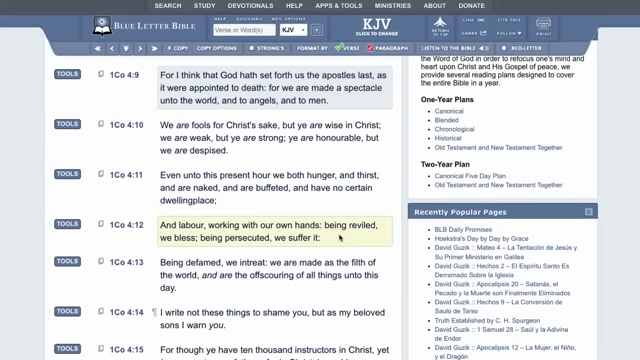 SEARCH STUDY DEVOTIONALS HELP APPS & TOOLS MINISTRIES ABOUT DONATE
BLUE LETTER BIBLE
HELP QUICKNAV ADV. OPTIONS
Verse or Word(s) KJV
KJV
CLICK TO CHANGE
RETURN TO TOP
LINK
CITE THIS
SHARE
FOLLOW
PRINT
COPY COPY OPTIONS STRONG'S FORMAT BY VERSE PARAGRAPH LISTEN TO THE BIBLE RED-LETTER
TOOLS 1Co 4:9 For I think that God hath set forth us the apostles last, as
it were appointed to death: for we are made a spectacle
unto the world, and to angels, and to men.
TOOLS 1Co 4:10 We are fools for Christ's sake, but ye are wise in Christ;
we are weak, but ye are strong; ye are honourable, but
we are despised.
TOOLS 1Co 4:11 Even unto this present hour we both hunger, and thirst,
and are naked, and are buffeted, and have no certain
dwellingplace;
TOOLS 1Co 4:12 And labour, working with our own hands: being reviled,
we bless; being persecuted, we suffer it:
TOOLS 1Co 4:13 Being defamed, we intreat: we are made as the filth of
the world, and are the offscouring of all things unto this
day.
TOOLS 1Co 4:14 ¶ I write not these things to shame you, but as my beloved
sons I warn you.
TOOLS 1Co 4:15 For though ye have ten thousand instructors in Christ, yet
the Word of God in order to refocus one's mind and
heart upon Christ and His Gospel of peace, we
provide several reading plans designed to cover
the entire Bible in a year.
One-Year Plans
Canonical
Blended
Chronological
Historical
Old Testament and New Testament Together
Two-Year Plan
Canonical Five Day Plan
Old Testament and New Testament Together
Recently Popular Pages
BLB Daily Promises
Hoekstra's Day by Day by Grace
David Guzik :: Mateo 4 – La Tentación de Jesús y
Su Primer Ministerio en Galilea
David Guzik :: Hechos 2 – El Espíritu Santo Es
Derramado Sobre la Iglesia
David Guzik :: Apocalipsis 20 – Satanás, el
Pecado y la Muerte son Finalmente Eliminados
David Guzik :: Hechos 9 – La Conversión de
Saulo de Tarso
Truth Established by C. H. Spurgeon
David Guzik :: 1 Samuel 28 – Saúl y la Adivina
de Endor
David Guzik :: Apocalipsis 12 – La Mujer, el Niño,
y el Dragón